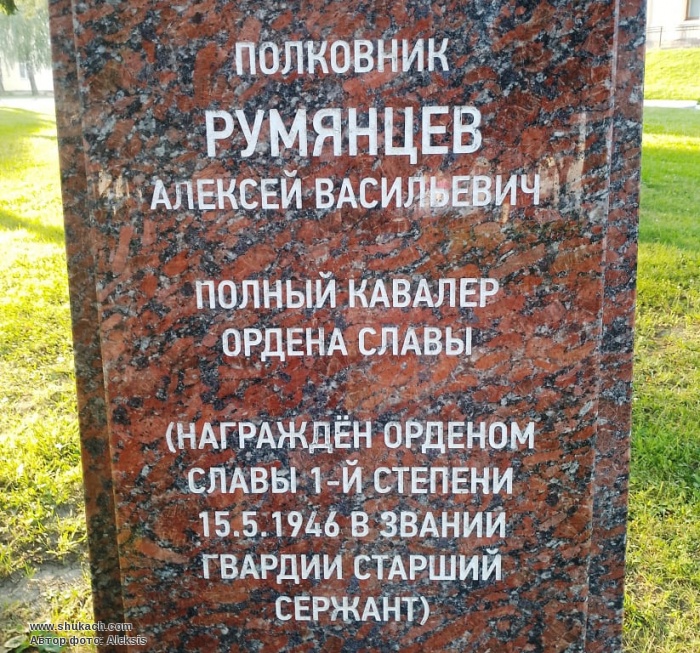 ПОЛКОВНИК
РУМЯНЦЕВ
АЛЕКСЕЙ ВАСИЛЬЕВИЧ
ПОЛНЫЙ КАВАЛЕР
ОРДЕНА СЛАВЫ
(НАГРАЖДЁН ОРДЕНОМ
СЛАВЫ 1-Й СТЕПЕНИ
15.5.1946 В ЗВАНИИ
ГВАРДИИ СТАРШИЙ
СЕРЖАНТ)
www.shukach.com
Автор фото: Aleksis